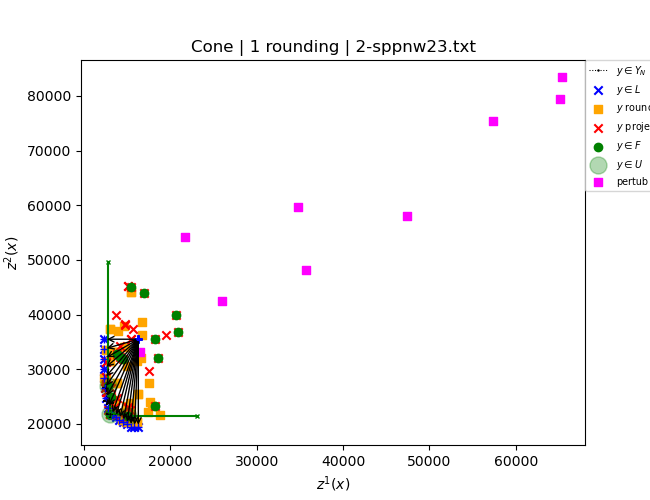 Cone | 1 rounding | 2-sppnw23.txt
z²(x)
80000
70000
60000
50000
40000
30000
20000
10000 20000 30000 40000 50000 60000
z¹(x)
y ∈ Y_N
y ∈ L
y roun
y proje
y ∈ F
y ∈ U
pertub